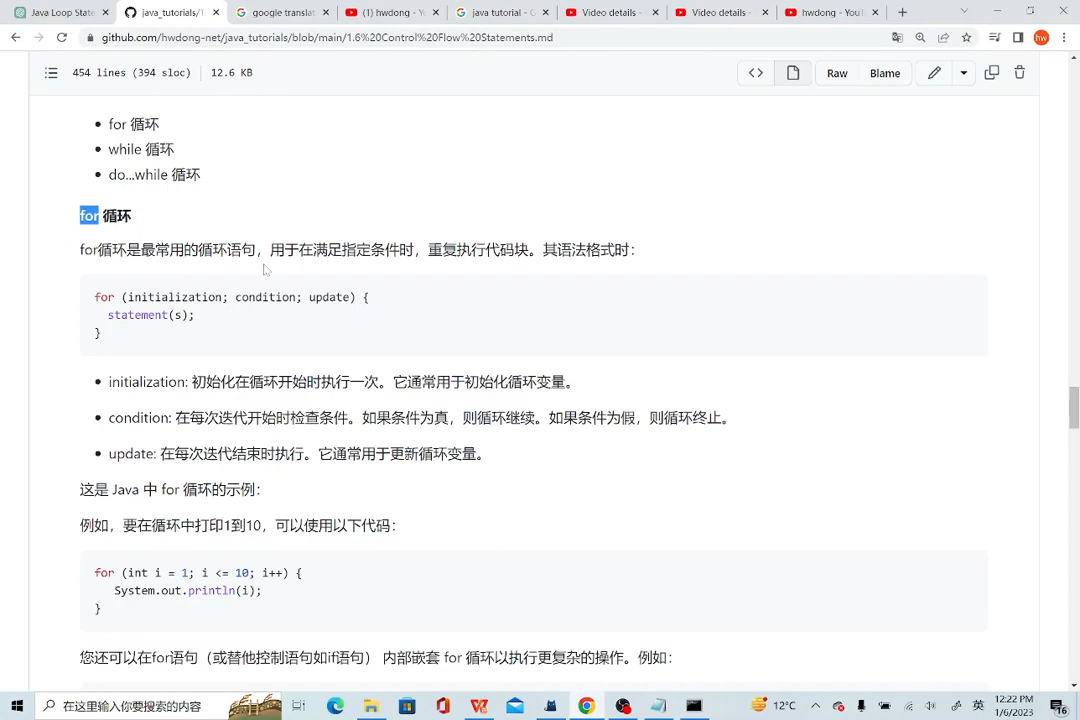 Java Loop State
java_tutorials/1.
google translat
(1) hwdong - Yo
java tutorial - G
Video details -
Video details -
hwdong - You
github.com/hwdong-net/java_tutorials/blob/main/1.6%20Control%20Flow%20Statements.md
hw
454 lines (394 sloc) 12.6 KB
Raw
Blame
for 循环
while 循环
do...while 循环
for 循环
for循环是最常用的循环语句，用于在满足指定条件时，重复执行代码块。其语法格式时：
for (initialization; condition; update) {
statement(s);
}
initialization: 初始化在循环开始时执行一次。它通常用于初始化循环变量。
condition: 在每次迭代开始时检查条件。如果条件为真，则循环继续。如果条件为假，则循环终止。
update: 在每次迭代结束时执行。它通常用于更新循环变量。
这是 Java 中 for 循环的示例：
例如，要在循环中打印1到10，可以使用以下代码：
for (int i = 1; i <= 10; i++) {
System.out.println(i);
}
您还可以在for语句（或替他控制语句如if语句） 内部嵌套 for 循环以执行更复杂的操作。例如：
在这里输入你要搜索的内容
12°C
英
12:22 PM
1/6/2023
16